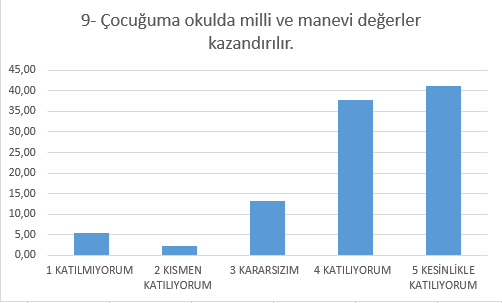 9- Çocuğuma okulda milli ve manevi değerler
kazandırılır.
45,00
40,00
35,00
30,00
25,00
20,00
15,00
10,00
5,00
0,00
1 KATILMIYORUM
2 KISMEN
KATILIYORUM
3 KARARSIZIM
4 KATILIYORUM
5 KESİNLİKLE
KATILIYORUM